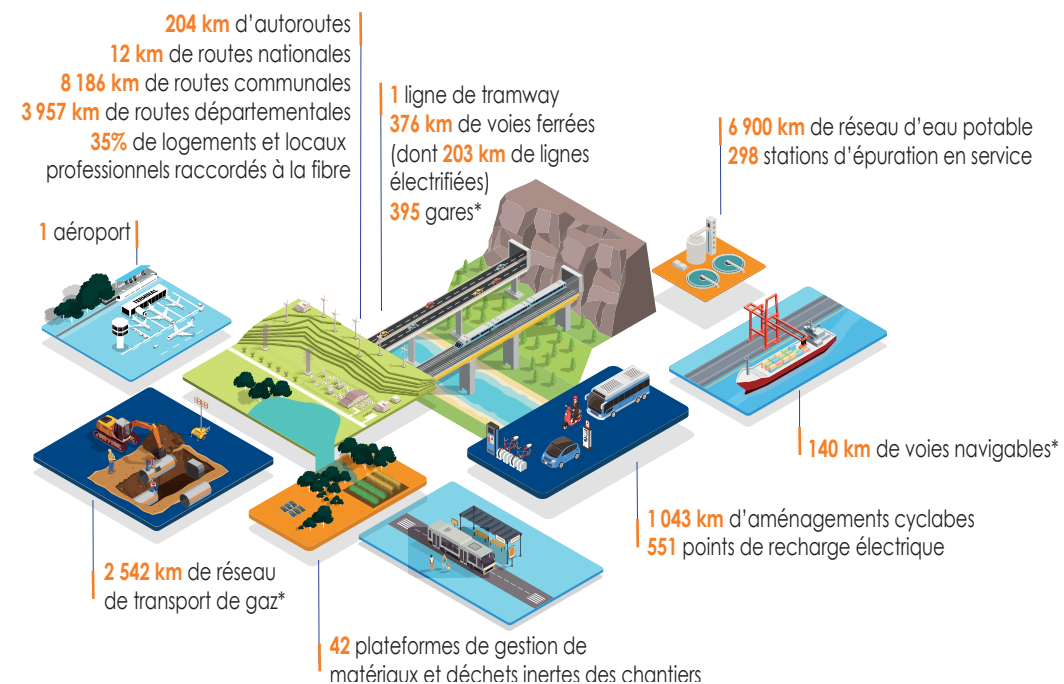 204 km d’autoroutes
12 km de routes nationales
8 186 km de routes communales
3 957 km de routes départementales
35% de logements et locaux
professionnels raccordés à la fibre
1 ligne de tramway
376 km de voies ferrées
(dont 203 km de lignes
électrifiées)
395 gares*
6 900 km de réseau d’eau potable
298 stations d’épuration en service
1 aéroport
TERMINAL
140 km de voies navigables*
1 043 km d’aménagements cyclabes
551 points de recharge électrique
2 542 km de réseau
de transport de gaz*
42 plateformes de gestion de
matériaux et déchets inertes des chantiers